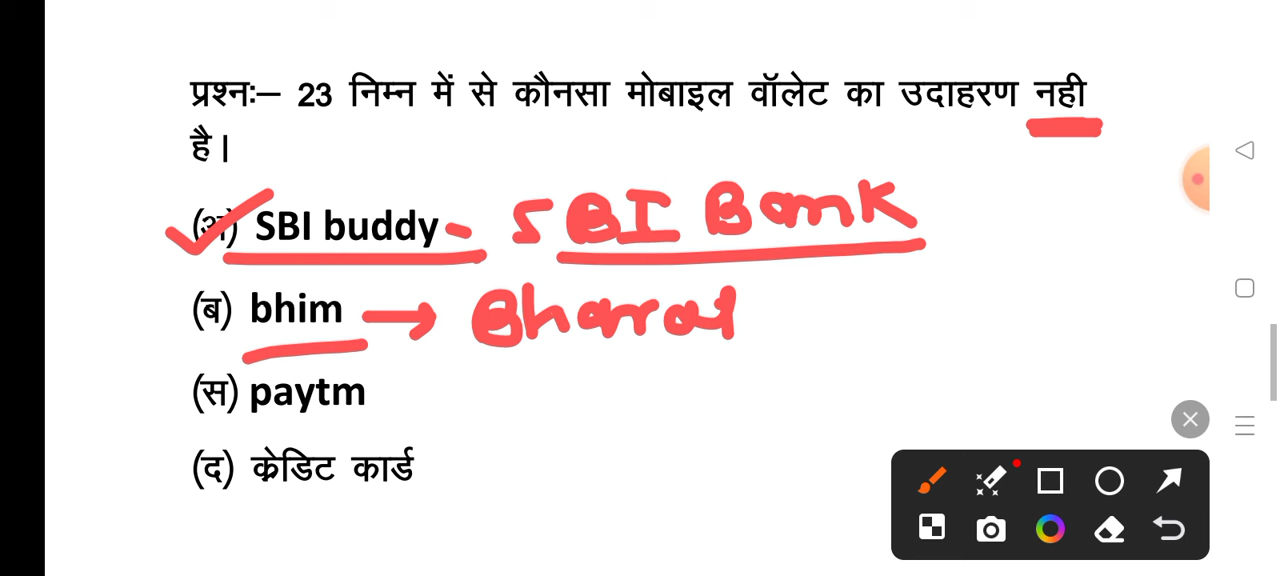 प्रश्नः— 23 निम्न में से कौनसा मोबाइल वॉलेट का उदाहरण नही
है।
(अ) SBI buddy - SBI Bank
(ब) bhim → Bharat
(स) paytm
(द) क्रेडिट कार्ड